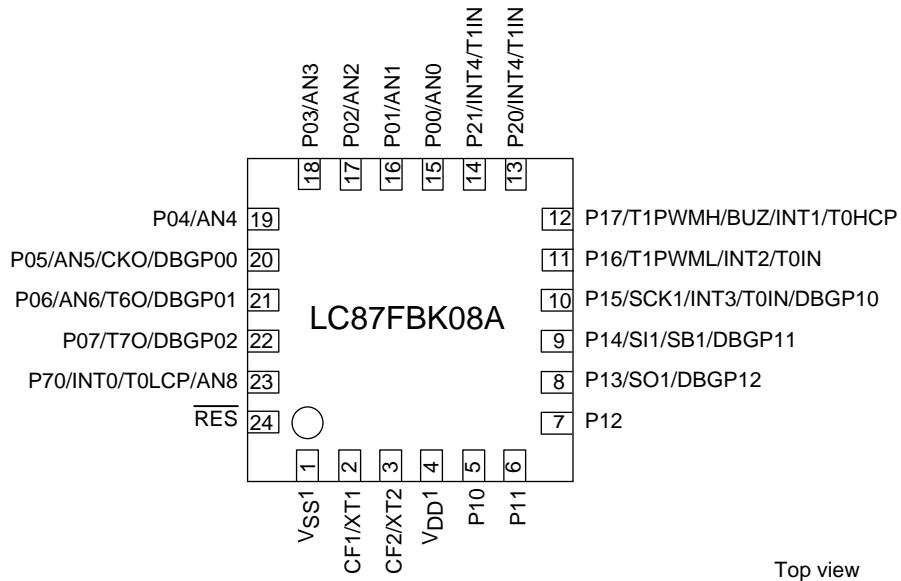 P03/AN3
P02/AN2
P01/AN1
P00/AN0
P21/INT4/T1IN
P20/INT4/T1IN
18
17
16
15
14
13
P04/AN4 19
P05/AN5/CKO/DBGP00 20
P06/AN6/T6O/DBGP01 21
P07/T7O/DBGP02 22
P70/INT0/T0LCP/AN8 23
RES 24
LC87FBK08A
12 P17/T1PWMH/BUZ/INT1/T0HCP
11 P16/T1PWML/INT2/T0IN
10 P15/SCK1/INT3/T0IN/DBGP10
9 P14/SI1/SB1/DBGP11
8 P13/SO1/DBGP12
7 P12
1
2
3
4
5
6
VSS1
CF1/XT1
CF2/XT2
VDD1
P10
P11
Top view